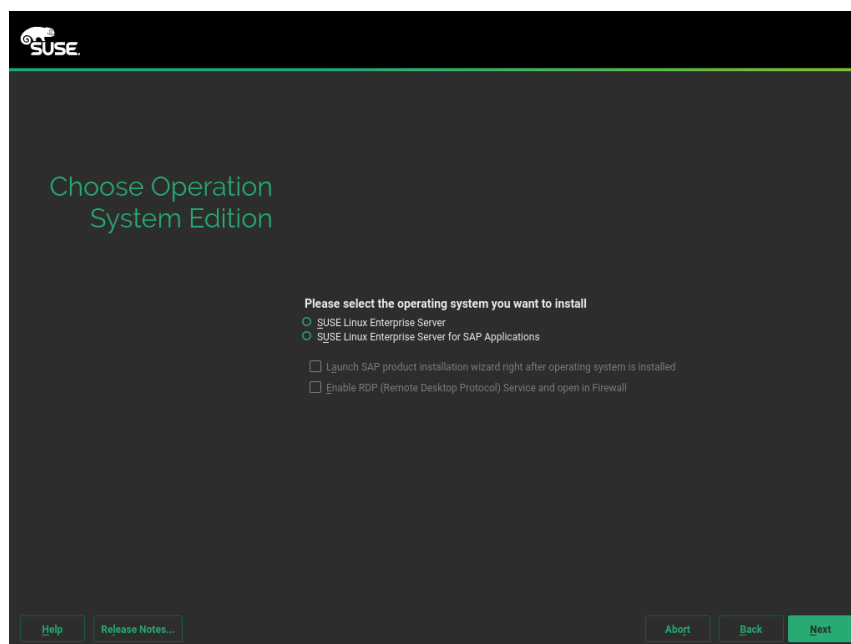 SUSE.
Choose Operation
System Edition
Please select the operating system you want to install
SUSE Linux Enterprise Server
SUSE Linux Enterprise Server for SAP Applications
Launch SAP product installation wizard right after operating system is installed
Enable RDP (Remote Desktop Protocol) Service and open in Firewall
Help Release Notes... Abort Back Next